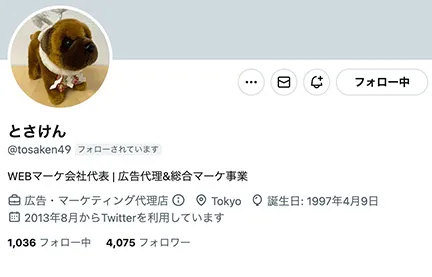 フォロー中
とさけん
@tosaken49 フォローされています
WEBマーケ会社代表 | 広告代理&総合マーケ事業
広告・マーケティング代理店 Tokyo 誕生日: 1997年4月9日
2013年8月からTwitterを利用しています
1,036 フォロー中 4,075 フォロワー